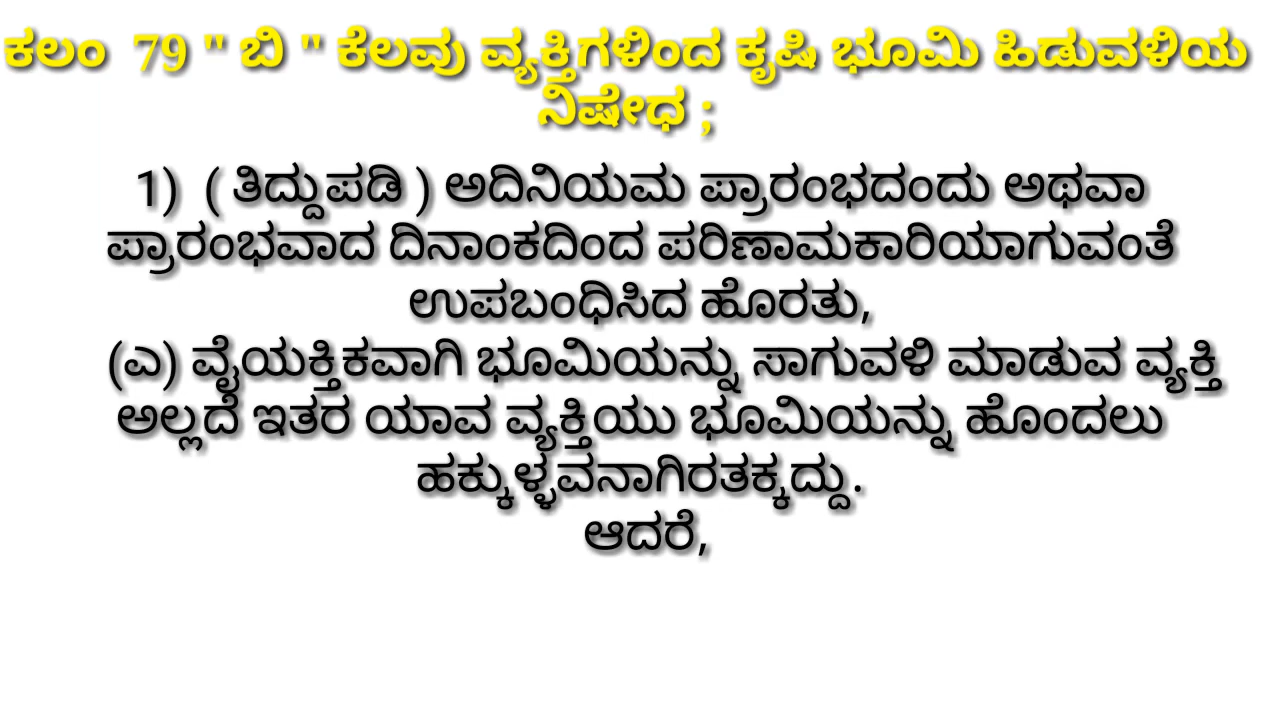 ಕಲಂ 79 " ಬಿ " ಕೆಲವು ವ್ಯಕ್ತಿಗಳಿಂದ ಕೃಷಿ ಭೂಮಿ ಹಿಡುವಳಿಯ
ನಿಷೇಧ ;
1) ( ತಿದ್ದುಪಡಿ ) ಅದಿನಿಯಮ ಪ್ರಾರಂಭದಂದು ಅಥವಾ
ಪ್ರಾರಂಭವಾದ ದಿನಾಂಕದಿಂದ ಪರಿಣಾಮಕಾರಿಯಾಗುವಂತೆ
ಉಪಬಂಧಿಸಿದ ಹೊರತು,
(ಎ) ವೈಯಕ್ತಿಕವಾಗಿ ಭೂಮಿಯನ್ನು ಸಾಗುವಳಿ ಮಾಡುವ ವ್ಯಕ್ತಿ
ಅಲ್ಲದೆ ಇತರ ಯಾವ ವ್ಯಕ್ತಿಯು ಭೂಮಿಯನ್ನು ಹೊಂದಲು
ಹಕ್ಕುಳ್ಳವನಾಗಿರತಕ್ಕದ್ದು.
ಆದರೆ,